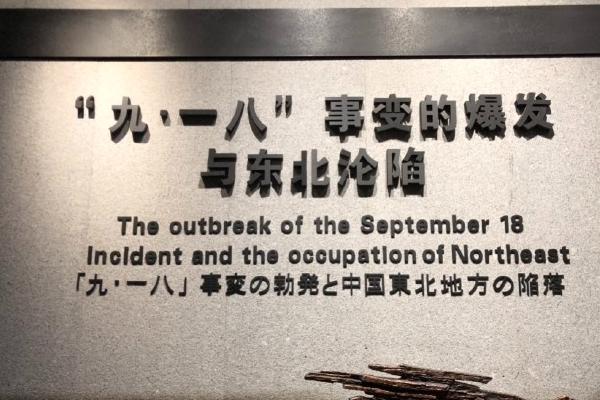 “九·一八”事变的爆发
与东北沦陷
The outbreak of the September 18
Incident and the occupation of Northeast
「九・一八」事変の勃発と中国東北地方の陥落